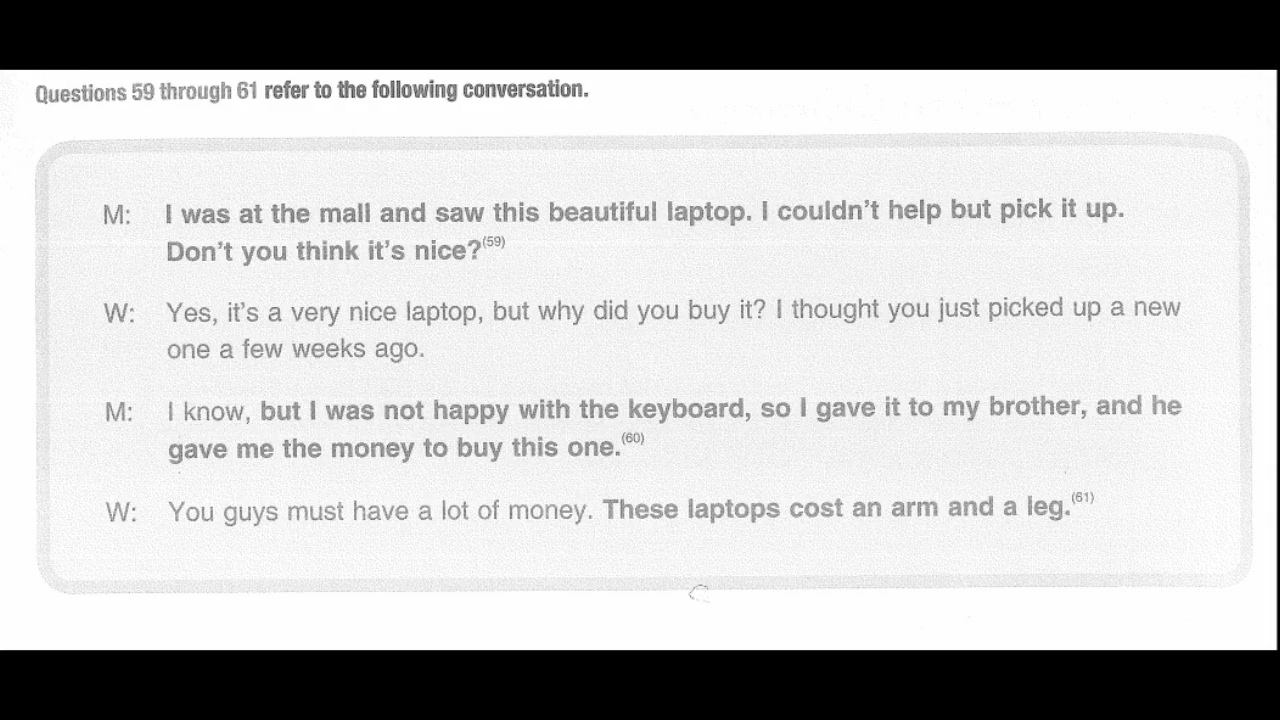 Questions 59 through 61 refer to the following conversation.
M: I was at the mall and saw this beautiful laptop. I couldn't help but pick it up.
Don't you think it's nice?(59)
W: Yes, it's a very nice laptop, but why did you buy it? I thought you just picked up a new
one a few weeks ago.
M: I know, but I was not happy with the keyboard, so I gave it to my brother, and he
gave me the money to buy this one.(60)
W: You guys must have a lot of money. These laptops cost an arm and a leg.(61)